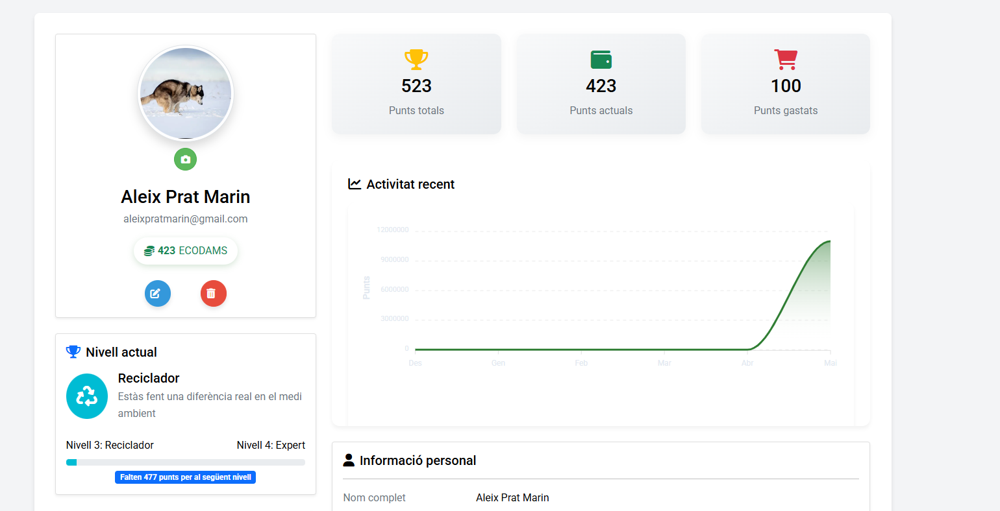 Aleix Prat Marin
aleixpratmarin@gmail.com
423 ECODAMS
Nivell actual
Reciclador
Estàs fent una diferència real en el medi
ambient
Nivell 3: Reciclador
Nivell 4: Expert
Falten 477 punts per al següent nivell
523
Punts totals
423
Punts actuals
100
Punts gastats
Activitat recent
Punts
12000000
9000000
6000000
3000000
0
Des Gen Feb Mar Abr Mai
Informació personal
Nom complet Aleix Prat Marin